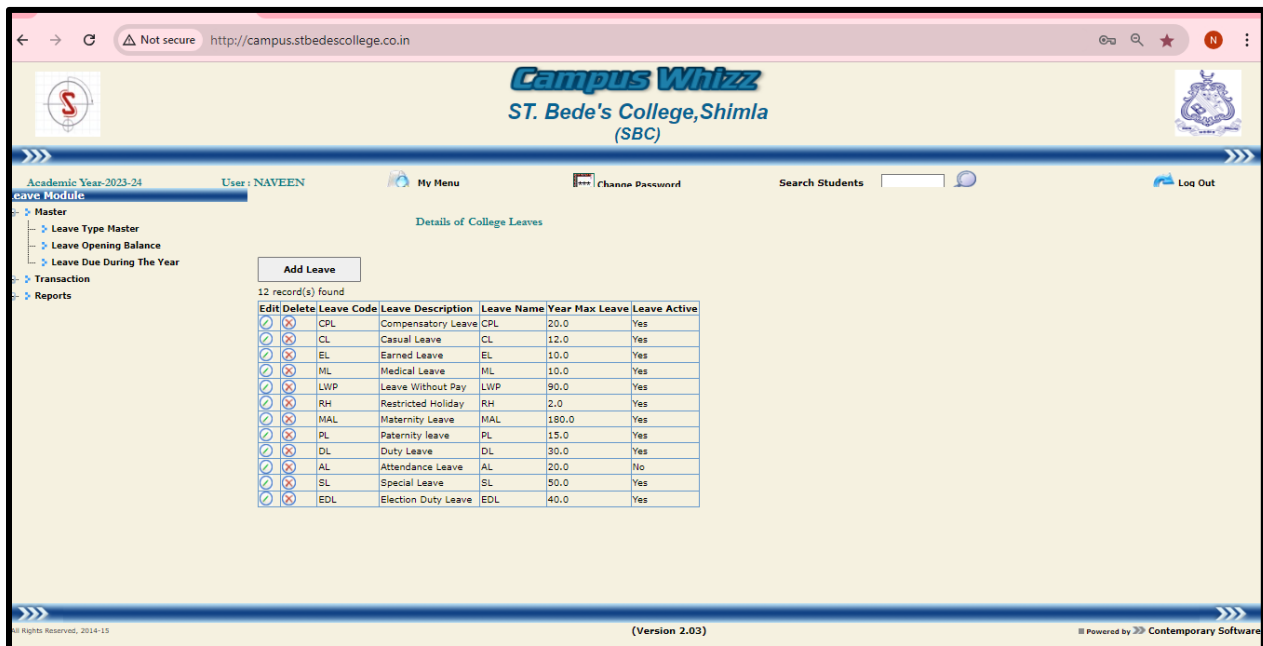 Not secure http://campus.stbedescollege.co.in N
Campus Whizz
S
ST. Bede's College,Shimla
(SBC)
Academic Year-2023-24 User : NAVEEN My Menu Change Password Search Students Log Out
Leave Module
Master
Leave Type Master
Leave Opening Balance
Leave Due During The Year
Transaction
Reports
Details of College Leaves
Add Leave
12 record(s) found
Edit Delete Leave Code Leave Description Leave Name Year Max Leave Leave Active
CPL Compensatory Leave CPL 20.0 Yes
CL Casual Leave CL 12.0 Yes
EL Earned Leave EL 10.0 Yes
ML Medical Leave ML 10.0 Yes
LWP Leave Without Pay LWP 90.0 Yes
RH Restricted Holiday RH 2.0 Yes
MAL Maternity Leave MAL 180.0 Yes
PL Paternity leave PL 15.0 Yes
DL Duty Leave DL 30.0 Yes
AL Attendance Leave AL 20.0 No
SL Special Leave SL 50.0 Yes
EDL Election Duty Leave EDL 40.0 Yes
All Rights Reserved, 2014-15 (Version 2.03) Powered by Contemporary Software